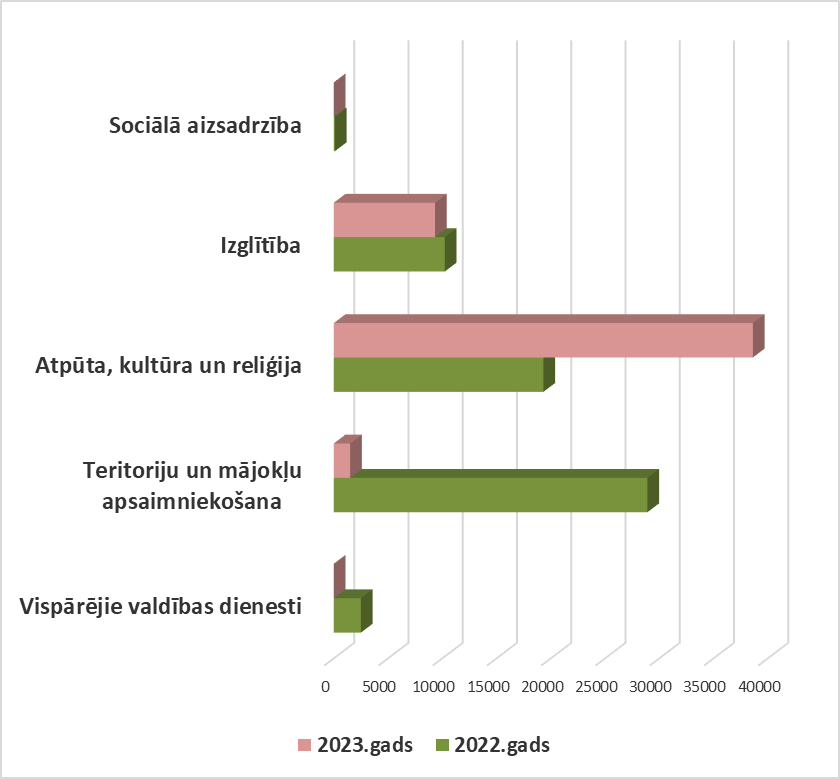 Sociālā aizsadrzība
Izglītība
Atpūta, kultūra un reliģija
Teritoriju un mājokļu
apsaimniekošana
Vispārējie valdības dienesti
0 5000 10000 15000 20000 25000 30000 35000 40000
2023.gads 2022.gads